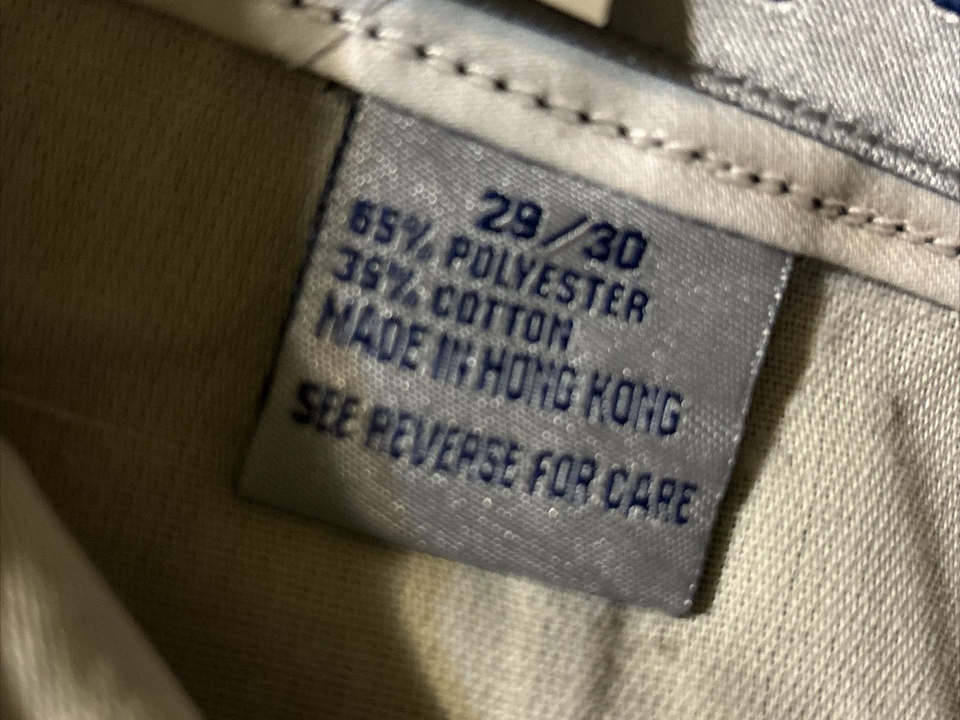 29/30
65% POLYESTER
35% COTTON
MADE IN HONG KONG
SEE REVERSE FOR CARE